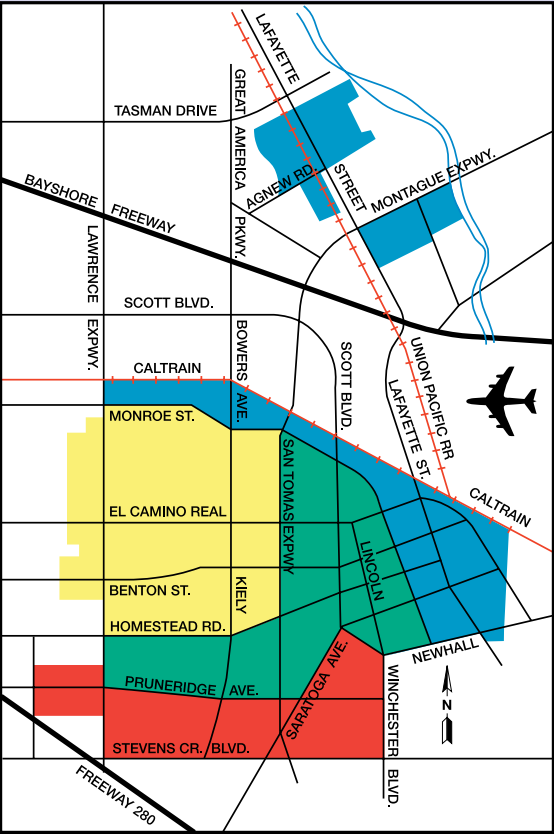 LAFAYETTE
STREET
GREAT AMERICA PKWY.
TASMAN DRIVE
AGNEW RD.
MONTAGUE EXPWY.
BAYSHORE FREEWAY
LAWRENCE EXPWY.
SCOTT BLVD.
BOWERS AVE.
SCOTT BLVD.
UNION PACIFIC RR
LAFAYETTE ST.
CALTRAIN
MONROE ST.
SAN TOMAS EXPWY
CALTRAIN
EL CAMINO REAL
LINCOLN
BENTON ST.
KIELY
HOMESTEAD RD.
NEWHALL
SARATOGA AVE.
WINCHESTER BLVD.
PRUNERIDGE AVE.
N
STEVENS CR. BLVD.
FREEWAY 280